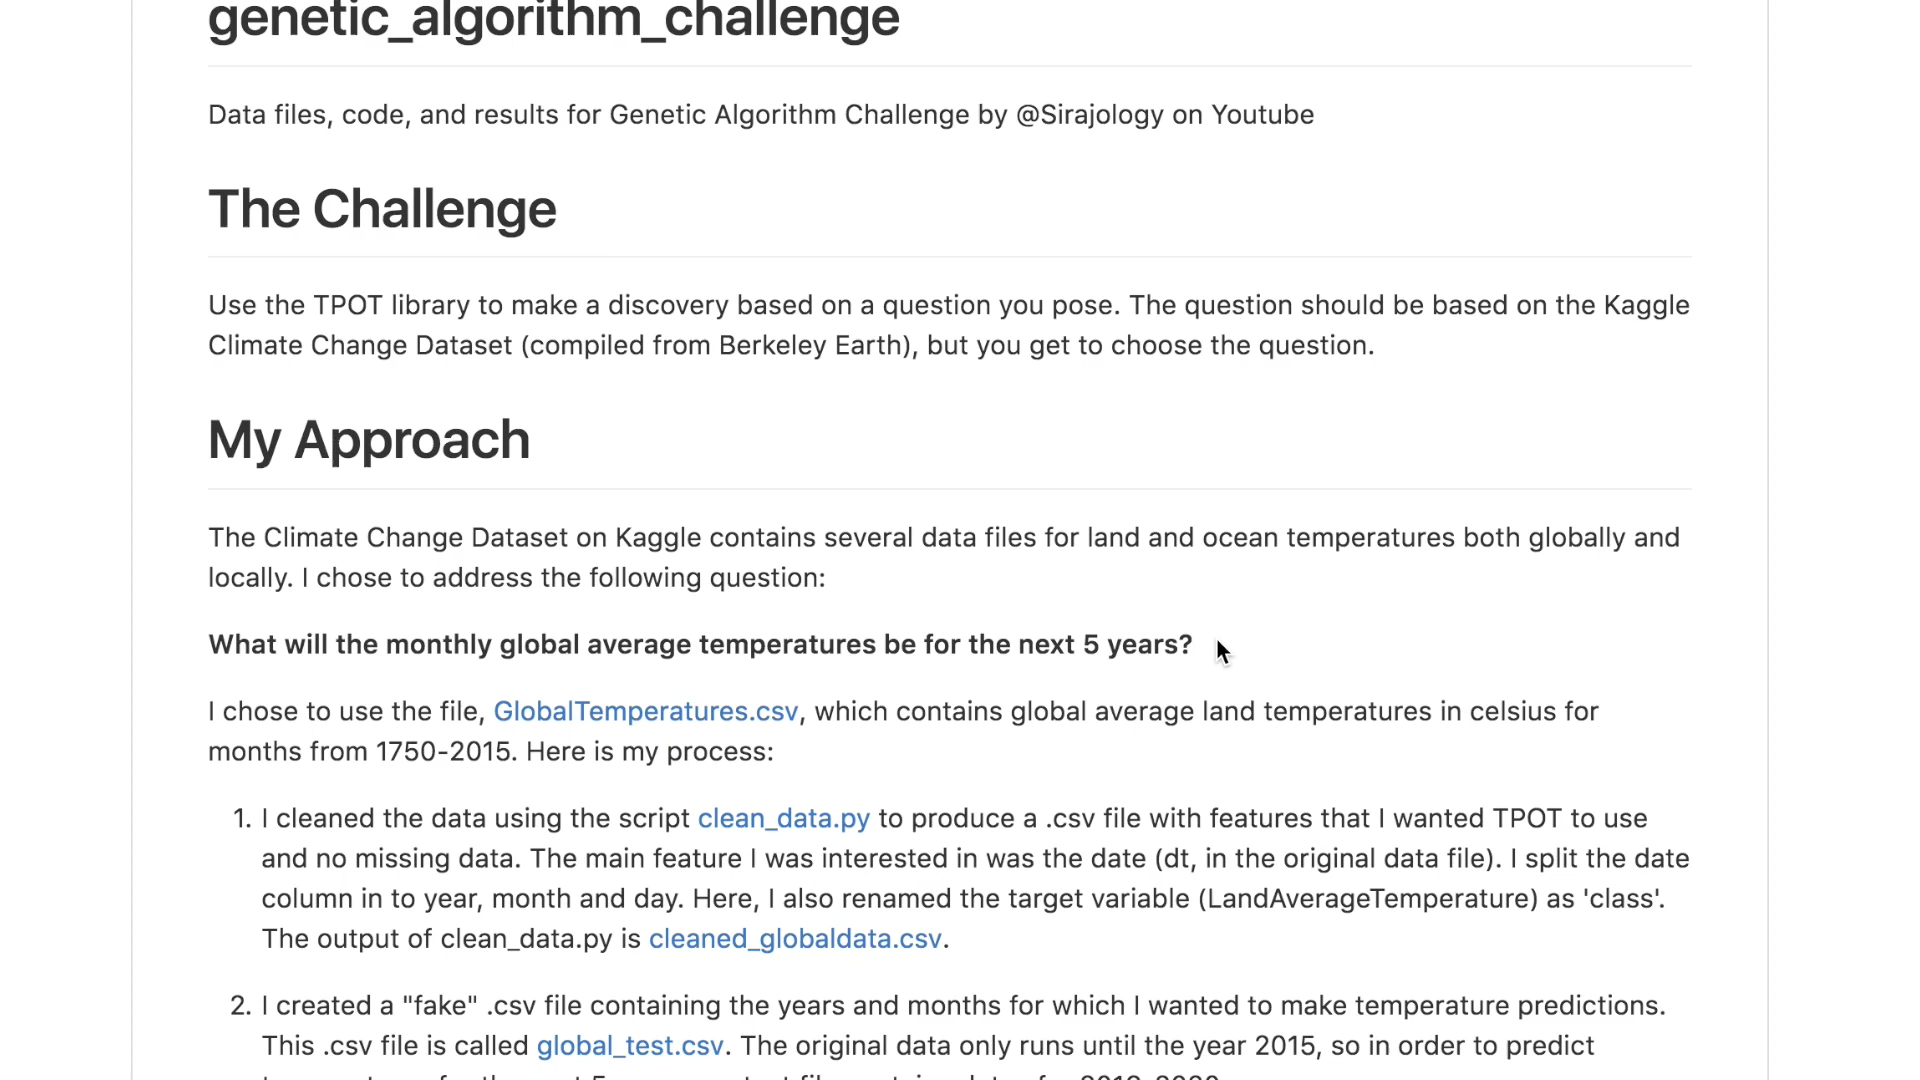 genetic_algorithm_challenge
Data files, code, and results for Genetic Algorithm Challenge by @Sirajology on Youtube
The Challenge
Use the TPOT library to make a discovery based on a question you pose. The question should be based on the Kaggle
Climate Change Dataset (compiled from Berkeley Earth), but you get to choose the question.
My Approach
The Climate Change Dataset on Kaggle contains several data files for land and ocean temperatures both globally and
locally. I chose to address the following question:
What will the monthly global average temperatures be for the next 5 years?
I chose to use the file, GlobalTemperatures.csv, which contains global average land temperatures in celsius for
months from 1750-2015. Here is my process:
1. I cleaned the data using the script clean_data.py to produce a .csv file with features that I wanted TPOT to use
and no missing data. The main feature I was interested in was the date (dt, in the original data file). I split the date
column in to year, month and day. Here, I also renamed the target variable (LandAverageTemperature) as 'class'.
The output of clean_data.py is cleaned_globaldata.csv.
2. I created a "fake" .csv file containing the years and months for which I wanted to make temperature predictions.
This .csv file is called global_test.csv. The original data only runs until the year 2015, so in order to predict